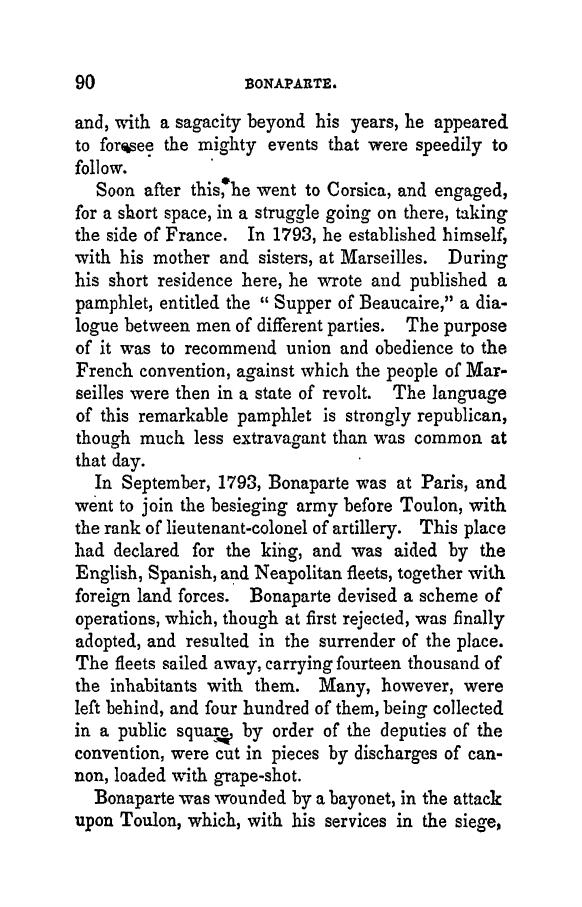 90 BONAPARTE.
and, with a sagacity beyond his years, he appeared
to foresee the mighty events that were speedily to
follow.
Soon after this, he went to Corsica, and engaged,
for a short space, in a struggle going on there, taking
the side of France. In 1793, he established himself,
with his mother and sisters, at Marseilles. During
his short residence here, he wrote and published a
pamphlet, entitled the “ Supper of Beaucaire,” a dia-
logue between men of different parties. The purpose
of it was to recommend union and obedience to the
French convention, against which the people of Mar-
seilles were then in a state of revolt. The language
of this remarkable pamphlet is strongly republican,
though much less extravagant than was common at
that day.
In September, 1793, Bonaparte was at Paris, and
went to join the besieging army before Toulon, with
the rank of lieutenant-colonel of artillery. This place
had declared for the king, and was aided by the
English, Spanish, and Neapolitan fleets, together with
foreign land forces. Bonaparte devised a scheme of
operations, which, though at first rejected, was finally
adopted, and resulted in the surrender of the place.
The fleets sailed away, carrying fourteen thousand of
the inhabitants with them. Many, however, were
left behind, and four hundred of them, being collected
in a public square, by order of the deputies of the
convention, were cut in pieces by discharges of can-
non, loaded with grape-shot.
Bonaparte was wounded by a bayonet, in the attack
upon Toulon, which, with his services in the siege,